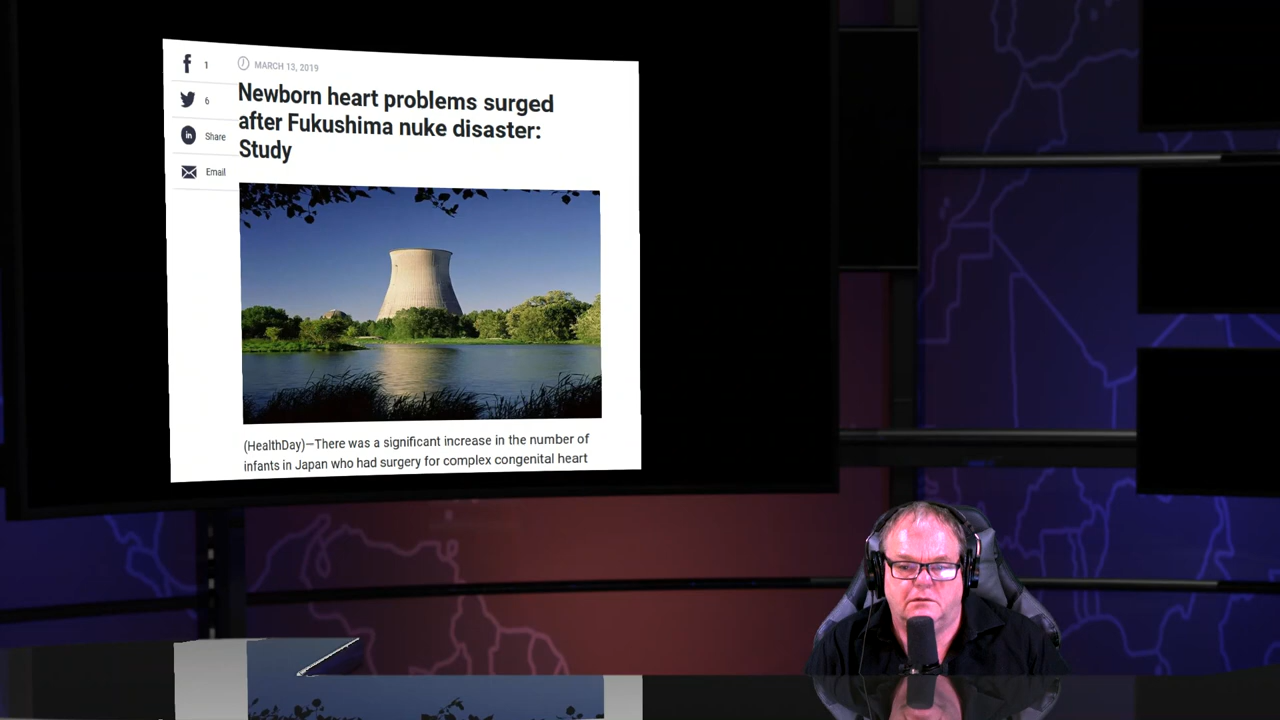 1
MARCH 13, 2019
Newborn heart problems surged
6
after Fukushima nuke disaster:
Share
Study
Email
(HealthDay)—There was a significant increase in the number of
infants in Japan who had surgery for complex congenital heart